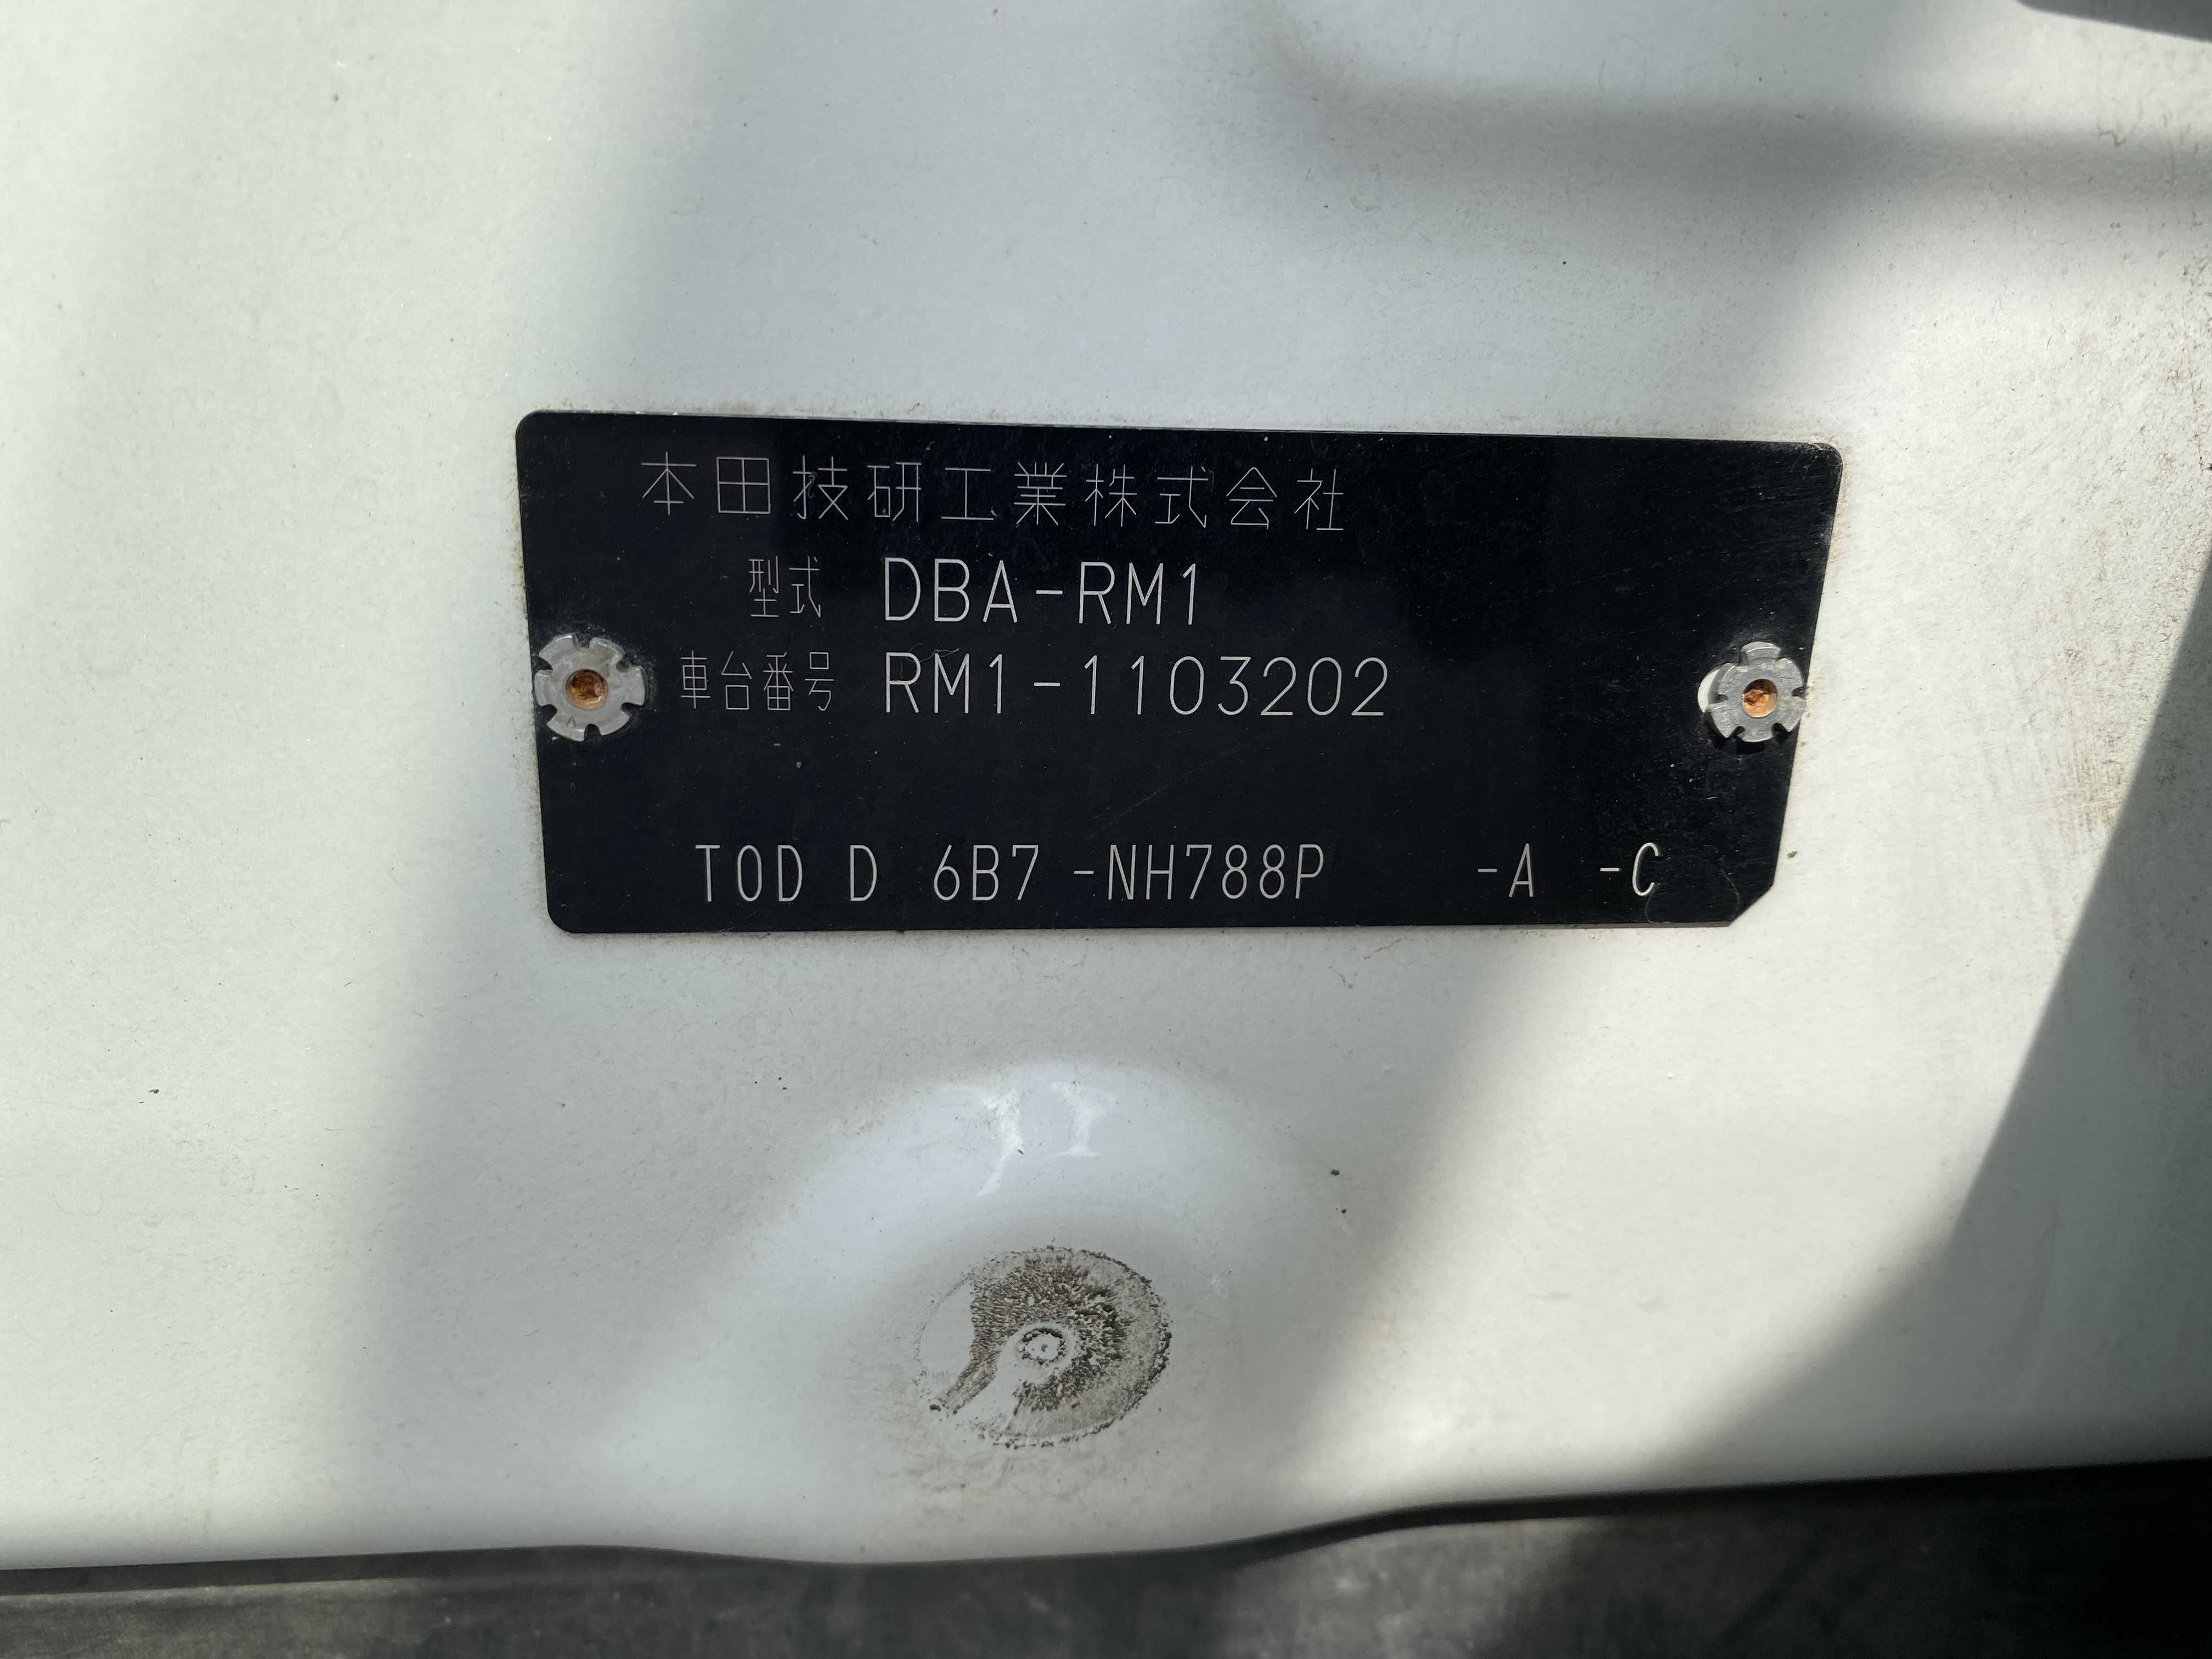 本田技研工業株式会社
型式 DBA-RM1
車台番号 RM1-1103202
TOD D 6B7 -NH788P -A -C